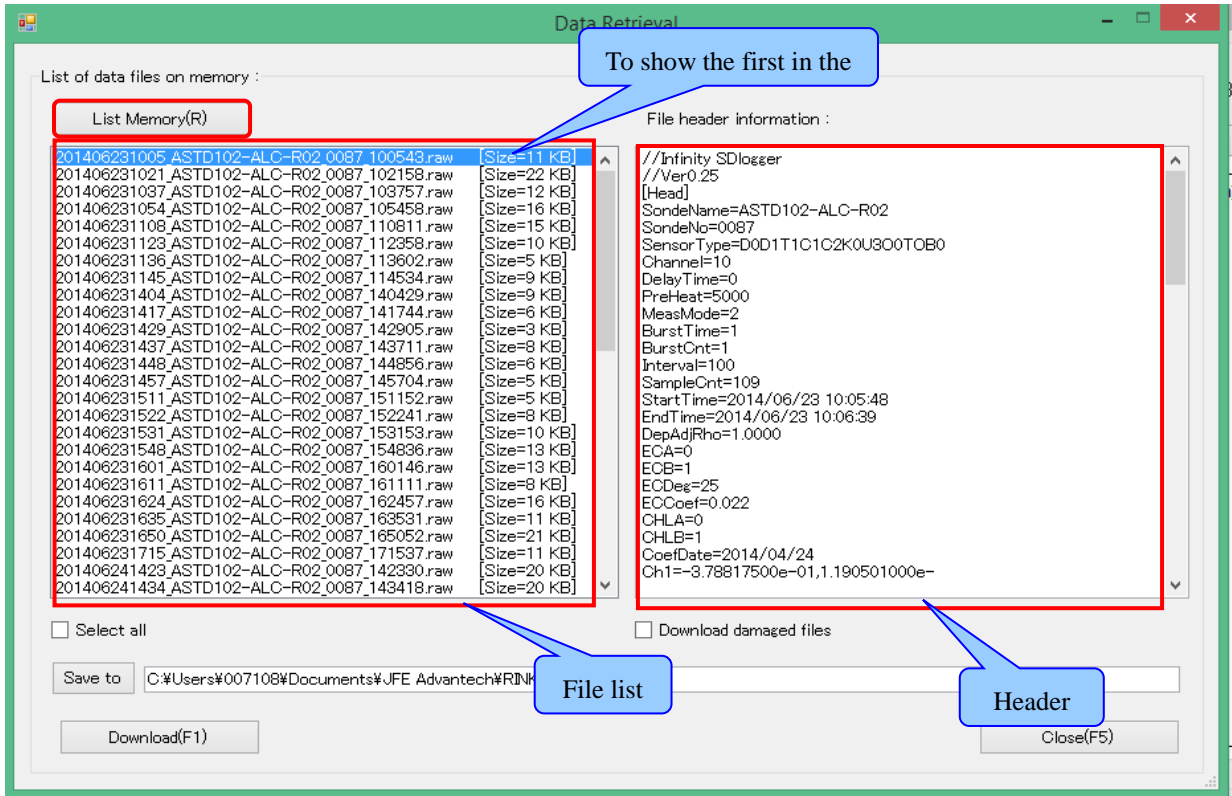 Data Retrieval
To show the first in the
List of data files on memory :
List Memory(R)
File header information :
201406231005_ASTD102-ALC-R02_0087_100543.raw [Size=11 KB]
201406231021_ASTD102-ALC-R02_0087_102158.raw [Size=22 KB]
201406231037_ASTD102-ALC-R02_0087_103757.raw [Size=12 KB]
201406231054_ASTD102-ALC-R02_0087_105458.raw [Size=16 KB]
201406231108_ASTD102-ALC-R02_0087_110811.raw [Size=15 KB]
201406231123_ASTD102-ALC-R02_0087_112358.raw [Size=10 KB]
201406231136_ASTD102-ALC-R02_0087_113602.raw [Size=5 KB]
201406231145_ASTD102-ALC-R02_0087_114534.raw [Size=9 KB]
201406231404_ASTD102-ALC-R02_0087_140429.raw [Size=9 KB]
201406231417_ASTD102-ALC-R02_0087_141744.raw [Size=6 KB]
201406231429_ASTD102-ALC-R02_0087_142905.raw [Size=3 KB]
201406231437_ASTD102-ALC-R02_0087_143711.raw [Size=8 KB]
201406231448_ASTD102-ALC-R02_0087_144856.raw [Size=6 KB]
201406231457_ASTD102-ALC-R02_0087_145704.raw [Size=5 KB]
201406231511_ASTD102-ALC-R02_0087_151152.raw [Size=5 KB]
201406231522_ASTD102-ALC-R02_0087_152241.raw [Size=8 KB]
201406231531_ASTD102-ALC-R02_0087_153153.raw [Size=10 KB]
201406231548_ASTD102-ALC-R02_0087_154836.raw [Size=13 KB]
201406231601_ASTD102-ALC-R02_0087_160146.raw [Size=13 KB]
201406231611_ASTD102-ALC-R02_0087_161111.raw [Size=8 KB]
201406231624_ASTD102-ALC-R02_0087_162457.raw [Size=16 KB]
201406231635_ASTD102-ALC-R02_0087_163531.raw [Size=11 KB]
201406231650_ASTD102-ALC-R02_0087_165052.raw [Size=21 KB]
201406231715_ASTD102-ALC-R02_0087_171537.raw [Size=11 KB]
201406241423_ASTD102-ALC-R02_0087_142330.raw [Size=20 KB]
201406241434_ASTD102-ALC-R02_0087_143418.raw [Size=20 KB]
//Infinity SDlogger
//Ver0.25
[Head]
SondeName=ASTD102-ALC-R02
SondeNo=0087
SensorType=D0D1T1C1C2K0U3O0TOB0
Channel=10
DelayTime=0
PreHeat=5000
MeasMode=2
BurstTime=1
BurstCnt=1
Interval=100
SampleCnt=109
StartTime=2014/06/23 10:05:48
EndTime=2014/06/23 10:06:39
DepAdjRho=1.0000
ECA=0
ECB=1
ECDeg=25
ECCoef=0.022
CHLA=0
CHLB=1
CoefDate=2014/04/24
Ch1=-3.78817500e-01,1.190501000e-
Select all
Download damaged files
Save to
C:¥Users¥007108¥Documents¥JFE Advantech¥RINK
File list
Header
Download(F1)
Close(F5)